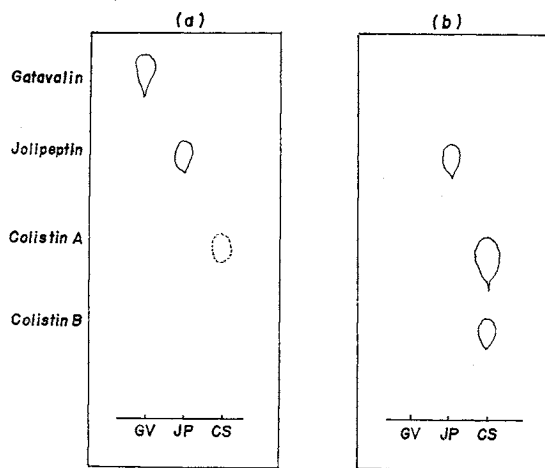 (a)
(b)
Gatavalin
Jolipeptin
Colistin A
Colistin B
GV JP CS
GV JP CS